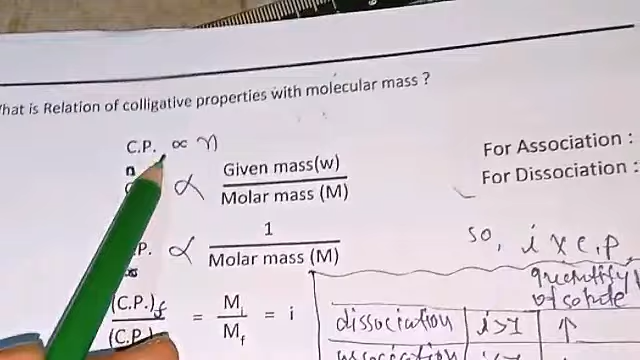 hat is Relation of colligative properties with molecular mass ?
C.P. ∝ n
For Association :
n
∝ Given mass(w)
Molar mass (M)
For Dissociation :
.P. ∝ 1
Molar mass (M)
so, i ∝ c.p
quantity
of solute
(C.P.)f
(C.P.)
= Mi
Mf
= i
dissociation i>1 ↑